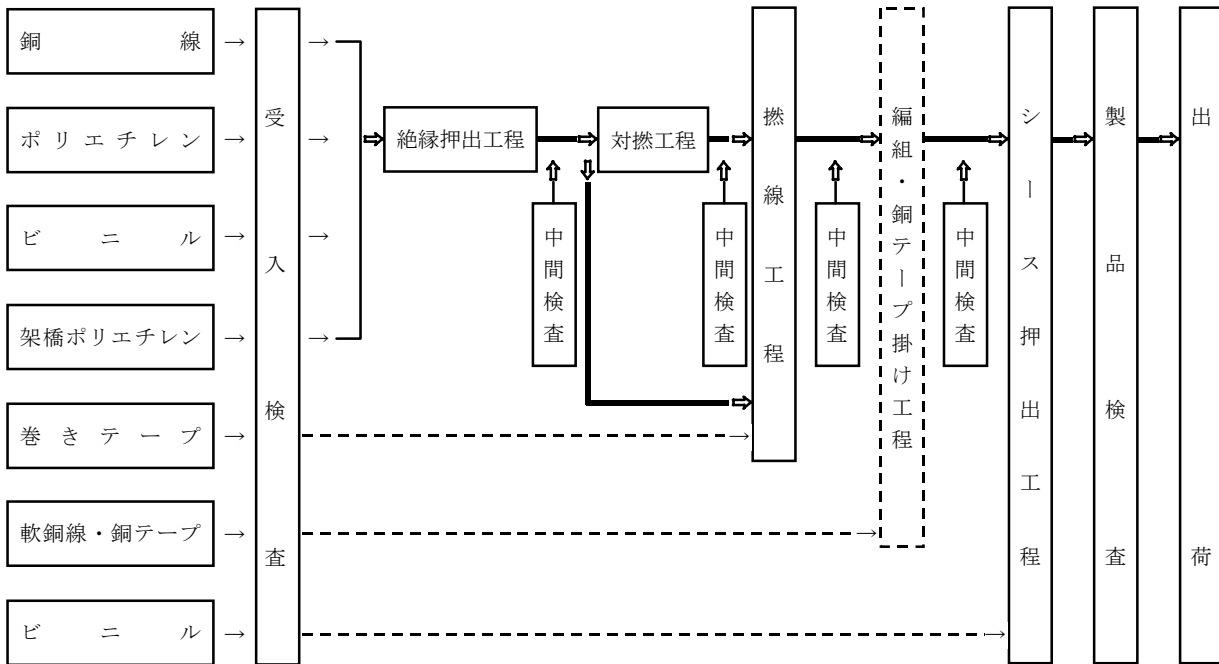 銅線
ポリエチレン
ビニル
架橋ポリエチレン
巻きテープ
軟銅線・銅テープ
ビニル
受入検査
絶縁押出工程
中間検査
対撚工程
中間検査
撚線工程
中間検査
編組・銅テープ掛け工程
中間検査
シース押出工程
製品検査
出荷